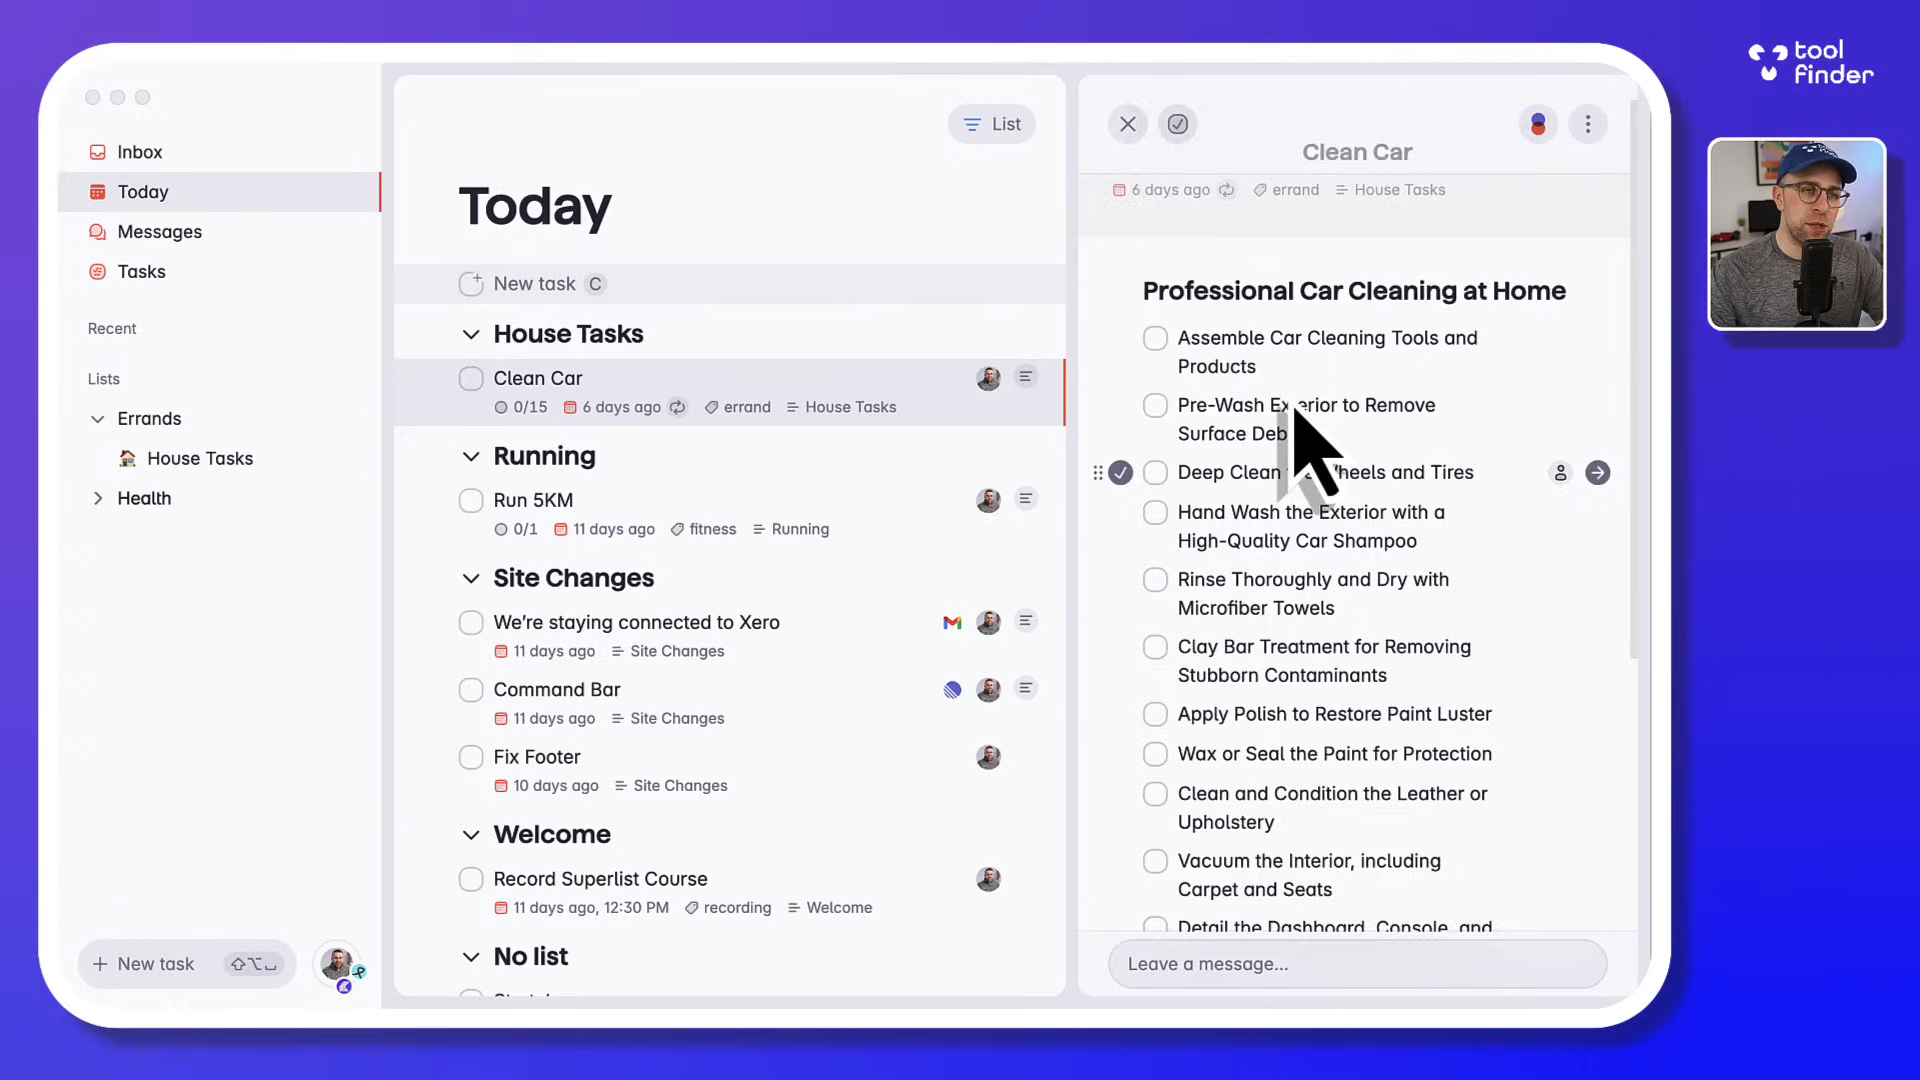 tool
finder
Inbox
Today
Messages
Tasks
Recent
Lists
Errands
House Tasks
Health
New task
List
Today
New task C
House Tasks
Clean Car
0/15 6 days ago errand House Tasks
Running
Run 5KM
0/1 11 days ago fitness Running
Site Changes
We're staying connected to Xero
11 days ago Site Changes
Command Bar
11 days ago Site Changes
Fix Footer
10 days ago Site Changes
Welcome
Record Superlist Course
11 days ago, 12:30 PM recording Welcome
No list
Clean Car
6 days ago errand House Tasks
Professional Car Cleaning at Home
Assemble Car Cleaning Tools and
Products
Pre-Wash Exterior to Remove
Surface
Deep Clean Wheels and Tires
Hand Wash the Exterior with a
High-Quality Car Shampoo
Rinse Thoroughly and Dry with
Microfiber Towels
Clay Bar Treatment for Removing
Stubborn Contaminants
Apply Polish to Restore Paint Luster
Wax or Seal the Paint for Protection
Clean and Condition the Leather or
Upholstery
Vacuum the Interior, including
Carpet and Seats
Detail the Dashboard, Console, and
Leave a message...